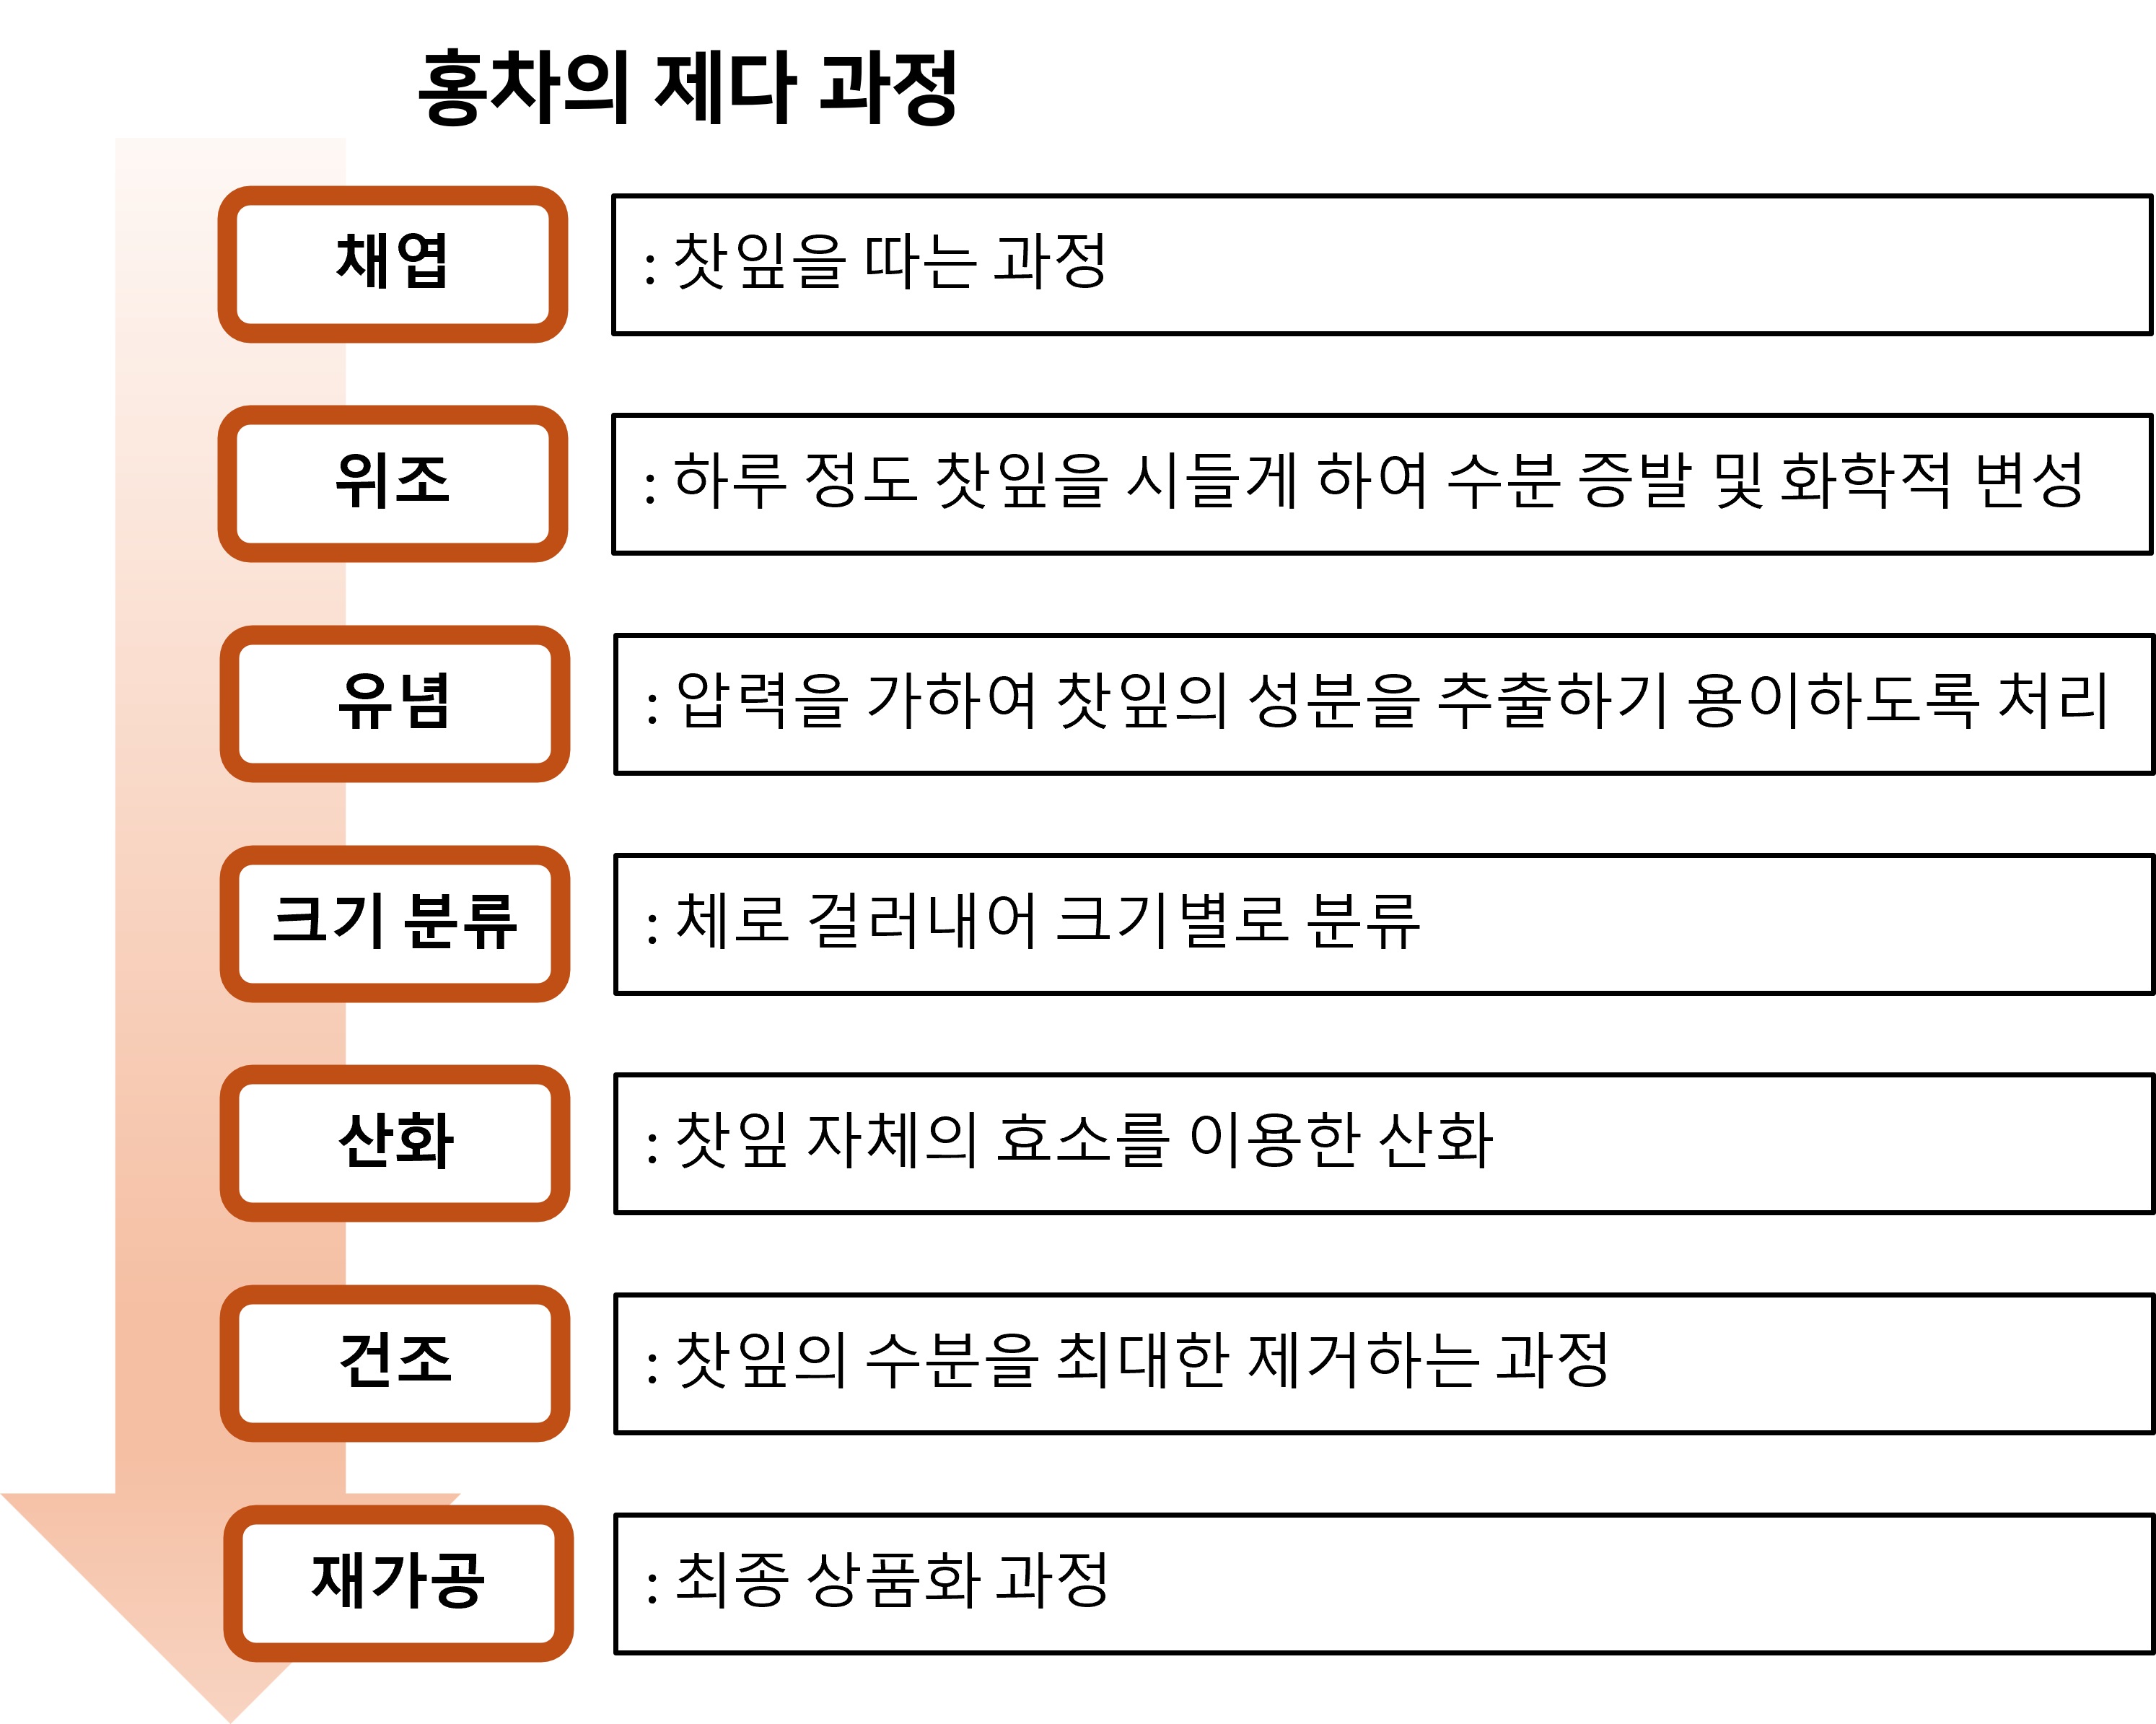 홍차의 제다 과정
채엽
: 찻잎을 따는 과정
위조
: 하루 정도 찻잎을 시들게 하여 수분 증발 및 화학적 변성
유념
: 압력을 가하여 찻잎의 성분을 추출하기 용이하도록 처리
크기 분류
: 체로 걸러내어 크기별로 분류
산화
: 찻잎 자체의 효소를 이용한 산화
건조
: 찻잎의 수분을 최대한 제거하는 과정
재가공
: 최종 상품화 과정